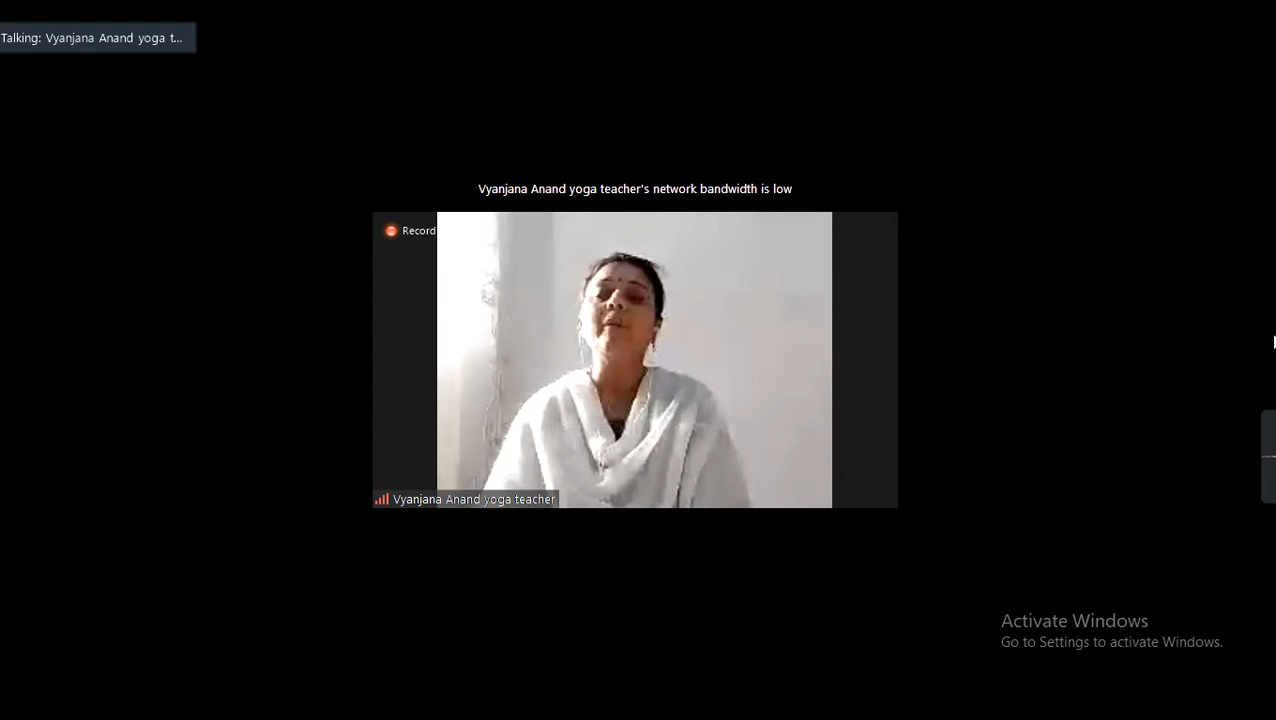 Talking: Vyanjana Anand yoga t...
Vyanjana Anand yoga teacher's network bandwidth is low
Record
Vyanjana Anand yoga teacher
Activate Windows
Go to Settings to activate Windows.